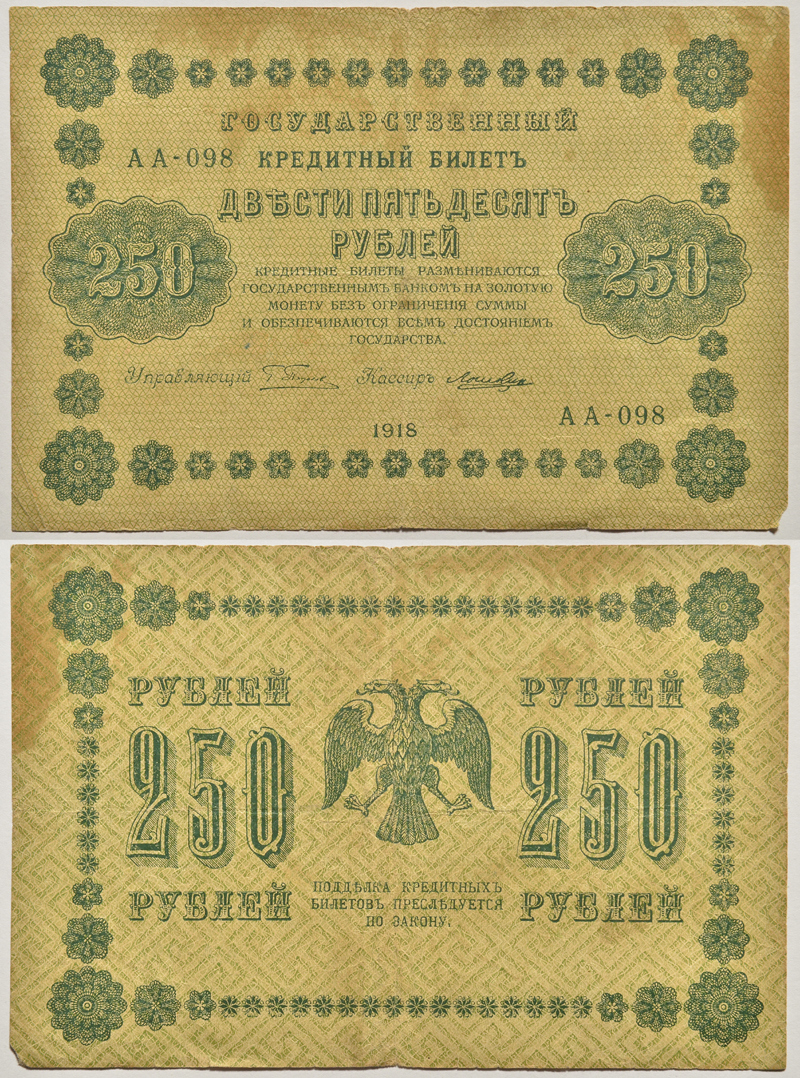 ГОСУДАРСТВЕННЫЙ
АА-098 КРЕДИТНЫЙ БИЛЕТЪ
ДВѢСТИ ПЯТЬДЕСЯТЪ
РУБЛЕЙ
250 250
КРЕДИТНЫЕ БИЛЕТЫ РАЗМѢНИВАЮТСЯ
ГОСУДАРСТВЕННЫМЪ БАНКОМЪ НА ЗОЛОТУЮ
МОНЕТУ БЕЗЪ ОГРАНИЧЕНІЯ СУММЫ
И ОБЕЗПЕЧИВАЮТСЯ ВСѢМЪ ДОСТОЯНІЕМЪ
ГОСУДАРСТВА.
Управляющій Кассиръ
АА-098
1918
РУБЛЕЙ РУБЛЕЙ
250 250
РУБЛЕЙ РУБЛЕЙ
ПОДДѢЛКА КРЕДИТНЫХЪ
БИЛЕТОВЪ ПРЕСЛѢДУЕТСЯ
ПО ЗАКОНУ.